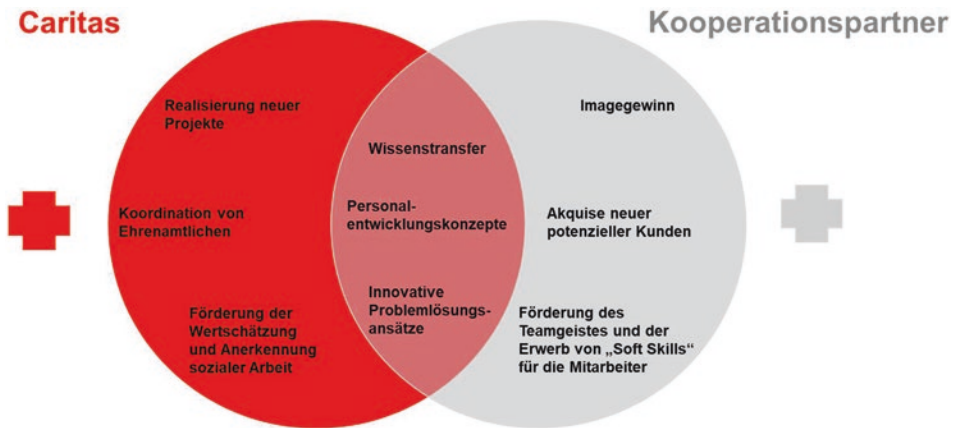 Caritas
Kooperationspartner
Realisierung neuer
Projekte
Koordination von
Ehrenamtlichen
Förderung der
Wertschätzung
und Anerkennung
sozialer Arbeit
Wissenstransfer
Personal-
entwicklungskonzepte
Innovative
Problemlösungs-
ansätze
Imagegewinn
Akquise neuer
potenzieller Kunden
Förderung des
Teamgeistes und der
Erwerb von „Soft Skills“
für die Mitarbeiter